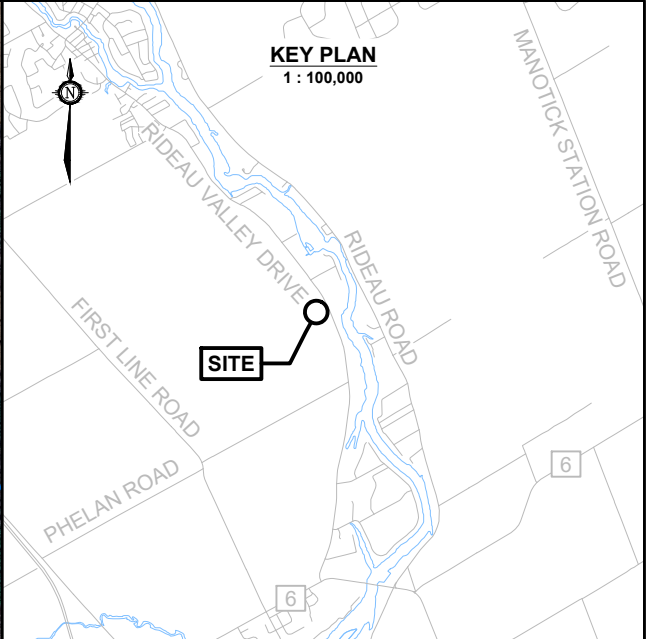 KEY PLAN
1 : 100,000
N
MANOTICK STATION ROAD
RIDEAU VALLEY DRIVE
RIDEAU ROAD
FIRST LINE ROAD
SITE
PHELAN ROAD
6
6